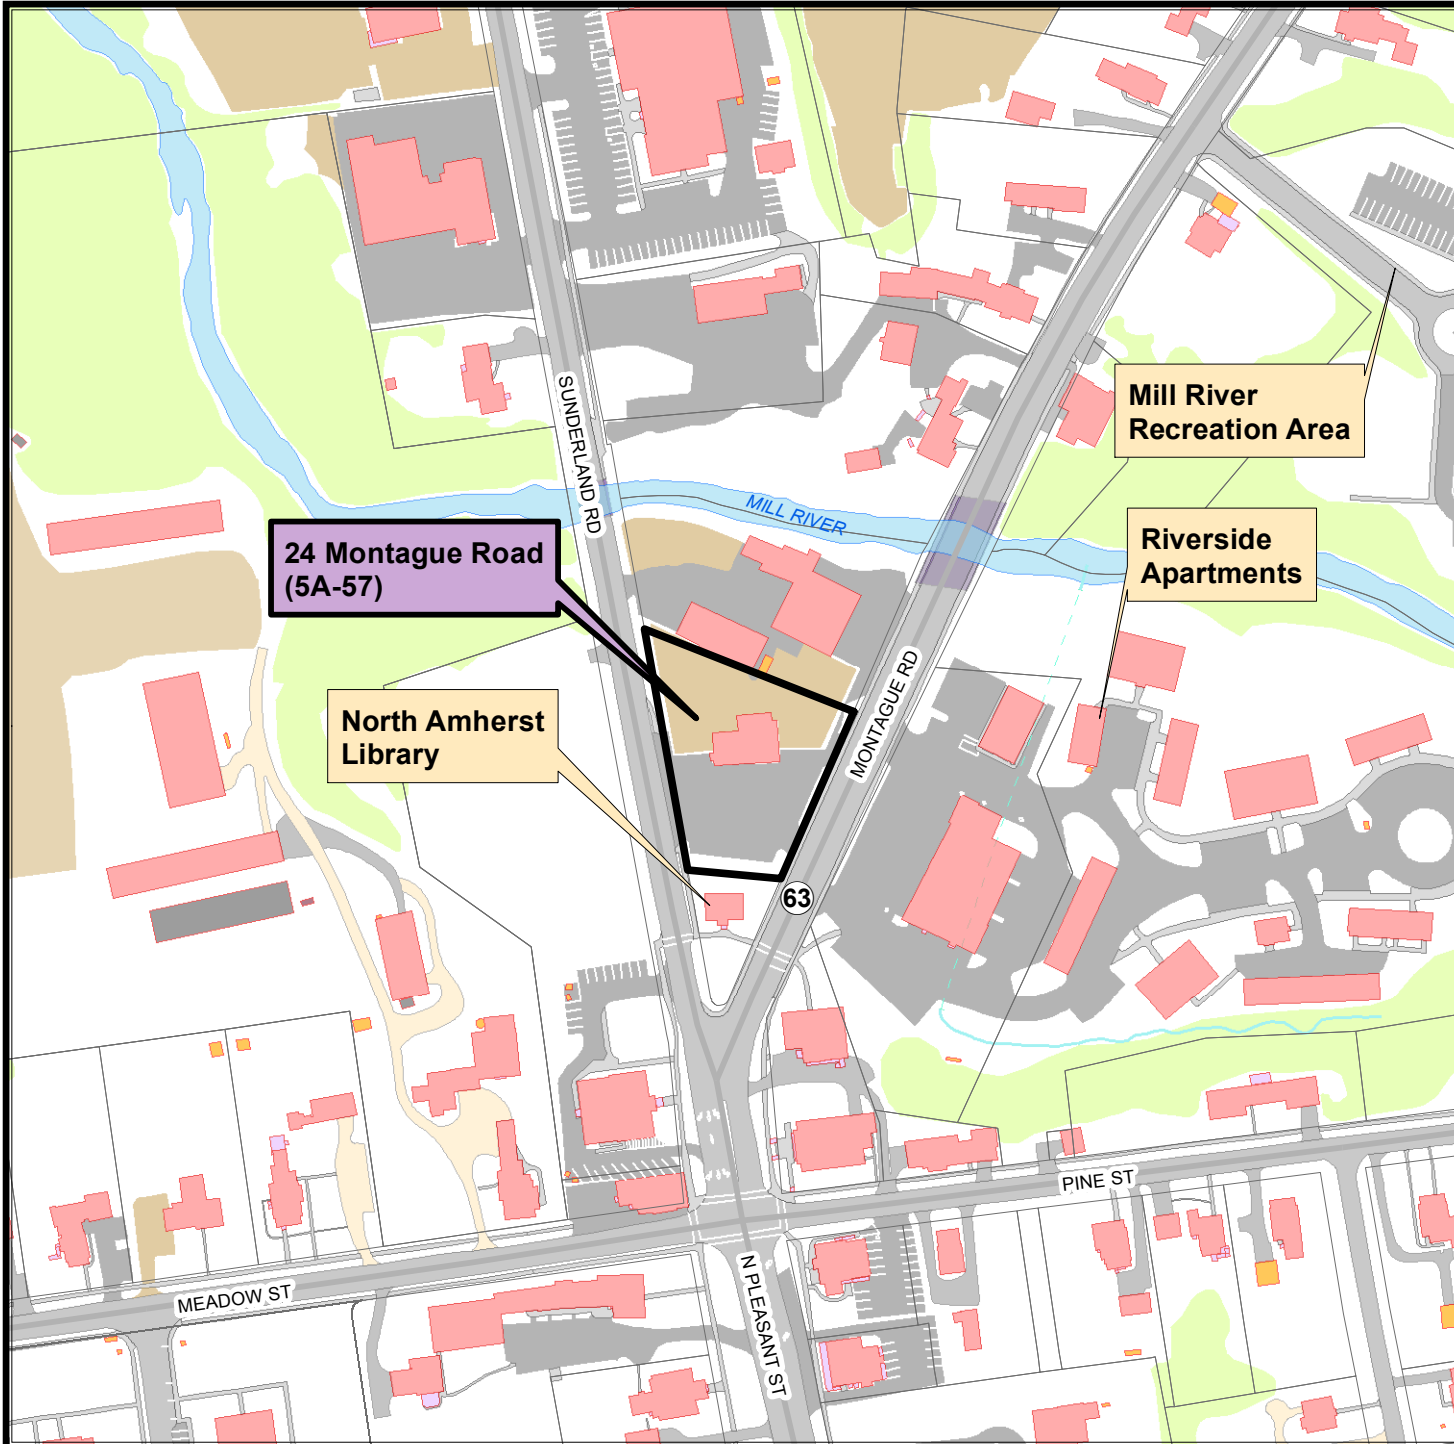 SUNDERLAND RD
Mill River
Recreation Area
MILL RIVER
24 Montague Road
(5A-57)
Riverside
Apartments
MONTAGUE RD
North Amherst
Library
63
PINE ST
MEADOW ST
N PLEASANT ST